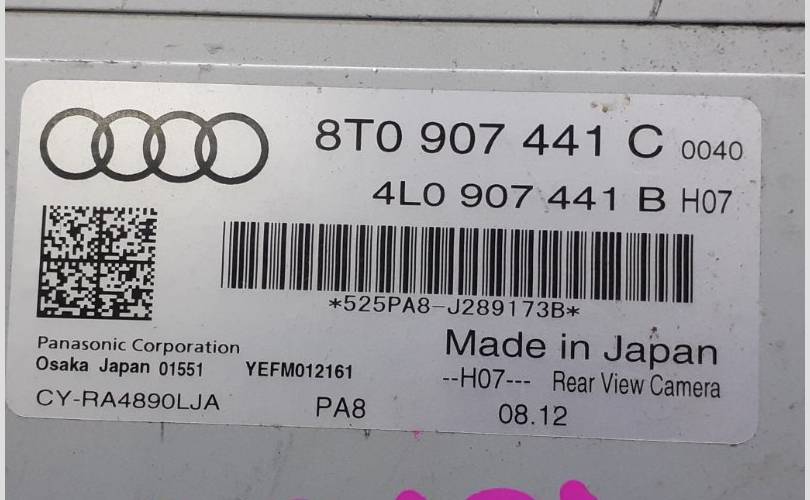 8T0 907 441 C 0040
4L0 907 441 B H07
*525PA8-J289173B*
Panasonic Corporation
Made in Japan
Osaka Japan 01551 YEFM012161
--H07--- Rear View Camera
CY-RA4890LJA PA8 08.12